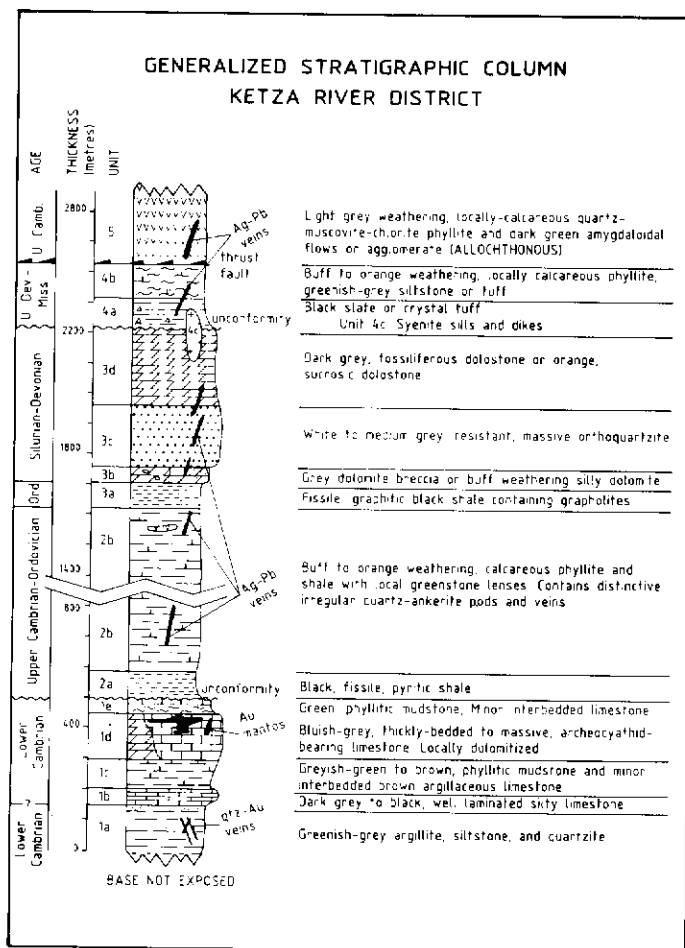 GENERALIZED STRATIGRAPHIC COLUMN
KETZA RIVER DISTRICT
AGE
THICKNESS (metres)
UNIT
U Camb.
U Dev-Miss
Silurian-Devonian
Ord
Upper Cambrian-Ordovician
Lower Cambrian
?
Lower Cambrian
2800
2200
1800
1400
800
400
0
5
4b
4a
3d
3c
3b
3a
2b
2b
2a
1e
1d
1c
1b
1a
4c
Ag-Pb veins
thrust fault
unconformity
Ag-Pb veins
unconformity
Au mantos
qtz-Au veins
BASE NOT EXPOSED
Light grey weathering, locally-calcareous quartz-
muscovite-chlorite phyllite and dark green amygdaloidal
flows or agglomerate (ALLOCHTHONOUS)
Buff to orange weathering, locally calcareous phyllite,
greenish-grey siltstone or tuff
Black slate or crystal tuff
Unit 4c Syenite sills and dikes
Dark grey, fossiliferous dolostone or orange,
sucrosic dolostone
White to medium grey, resistant, massive orthoquartzite
Grey dolomite breccia or buff weathering silty dolomite
Fissile, graphitic black shale containing graptolites
Buff to orange weathering, calcareous phyllite and
shale with local greenstone lenses Contains distinctive
irregular quartz-ankerite pods and veins
Black, fissile, pyritic shale
Green phyllitic mudstone, Minor interbedded limestone
Bluish-grey, thickly-bedded to massive, archeocyathid-
bearing limestone Locally dolomitized
Greyish-green to brown, phyllitic mudstone and minor
interbedded brown argillaceous limestone
Dark grey to black, well laminated silty limestone
Greenish-grey argillite, siltstone, and quartzite